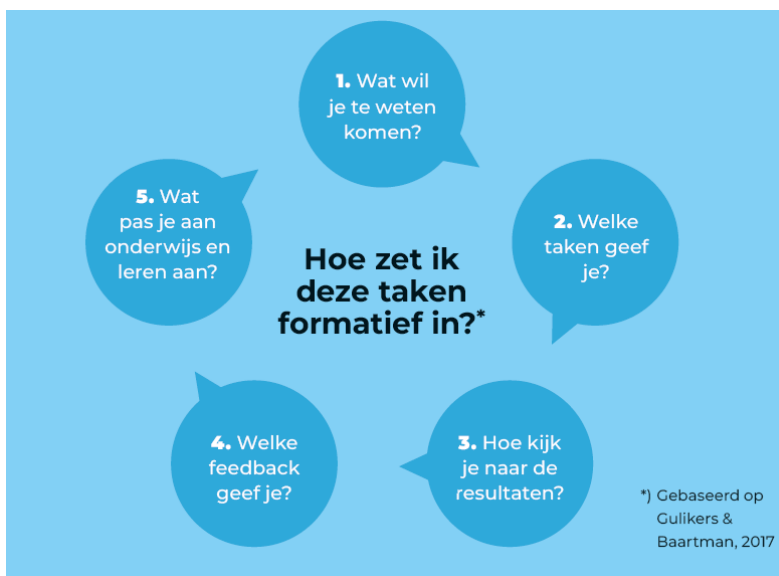 1. Wat wil
je te weten
komen?
2. Welke
taken geef
je?
3. Hoe kijk
je naar de
resultaten?
4. Welke
feedback
geef je?
5. Wat
pas je aan
onderwijs en
leren aan?
Hoe zet ik
deze taken
formatief in?*
*) Gebaseerd op
Gulikers &
Baartman, 2017